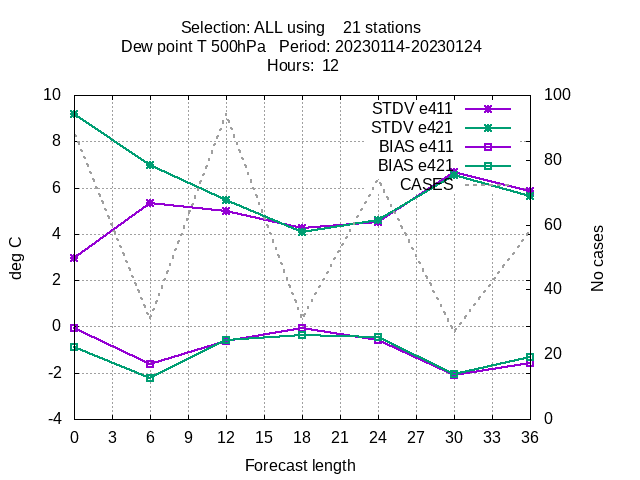 Selection: ALL using 21 stations
Dew point T 500hPa Period: 20230114-20230124
Hours: 12
10
8
6
4
2
0
-2
-4
deg C
STDV e411
STDV e421
BIAS e411
BIAS e421
CASES
100
80
60
40
20
0
No cases
0 3 6 9 12 15 18 21 24 27 30 33 36
Forecast length